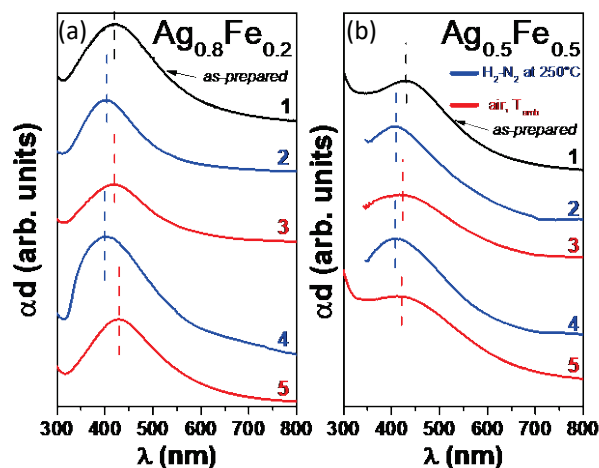 (a) Ag0.8Fe0.2
as-prepared
1
2
3
4
5
αd (arb. units)
300 400 500 600 700 800
λ (nm)
(b) Ag0.5Fe0.5
H2-N2 at 250°C
air, Tamb
as-prepared
1
2
3
4
5
αd (arb. units)
300 400 500 600 700 800
λ (nm)